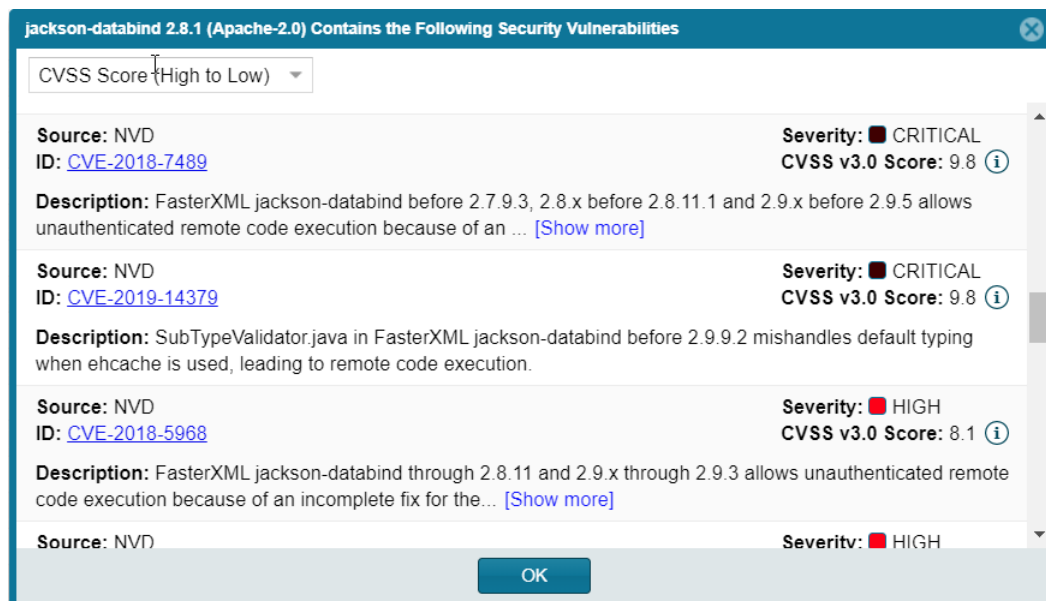 jackson-databind 2.8.1 (Apache-2.0) Contains the Following Security Vulnerabilities
CVSS Score (High to Low)
Source: NVD
Severity: CRITICAL
ID: CVE-2018-7489
CVSS v3.0 Score: 9.8 i
Description: FasterXML jackson-databind before 2.7.9.3, 2.8.x before 2.8.11.1 and 2.9.x before 2.9.5 allows
unauthenticated remote code execution because of an ... [Show more]
Source: NVD
Severity: CRITICAL
ID: CVE-2019-14379
CVSS v3.0 Score: 9.8 i
Description: SubTypeValidator.java in FasterXML jackson-databind before 2.9.9.2 mishandles default typing
when ehcache is used, leading to remote code execution.
Source: NVD
Severity: HIGH
ID: CVE-2018-5968
CVSS v3.0 Score: 8.1 i
Description: FasterXML jackson-databind through 2.8.11 and 2.9.x through 2.9.3 allows unauthenticated remote
code execution because of an incomplete fix for the... [Show more]
Source: NVD
Severity: HIGH
OK